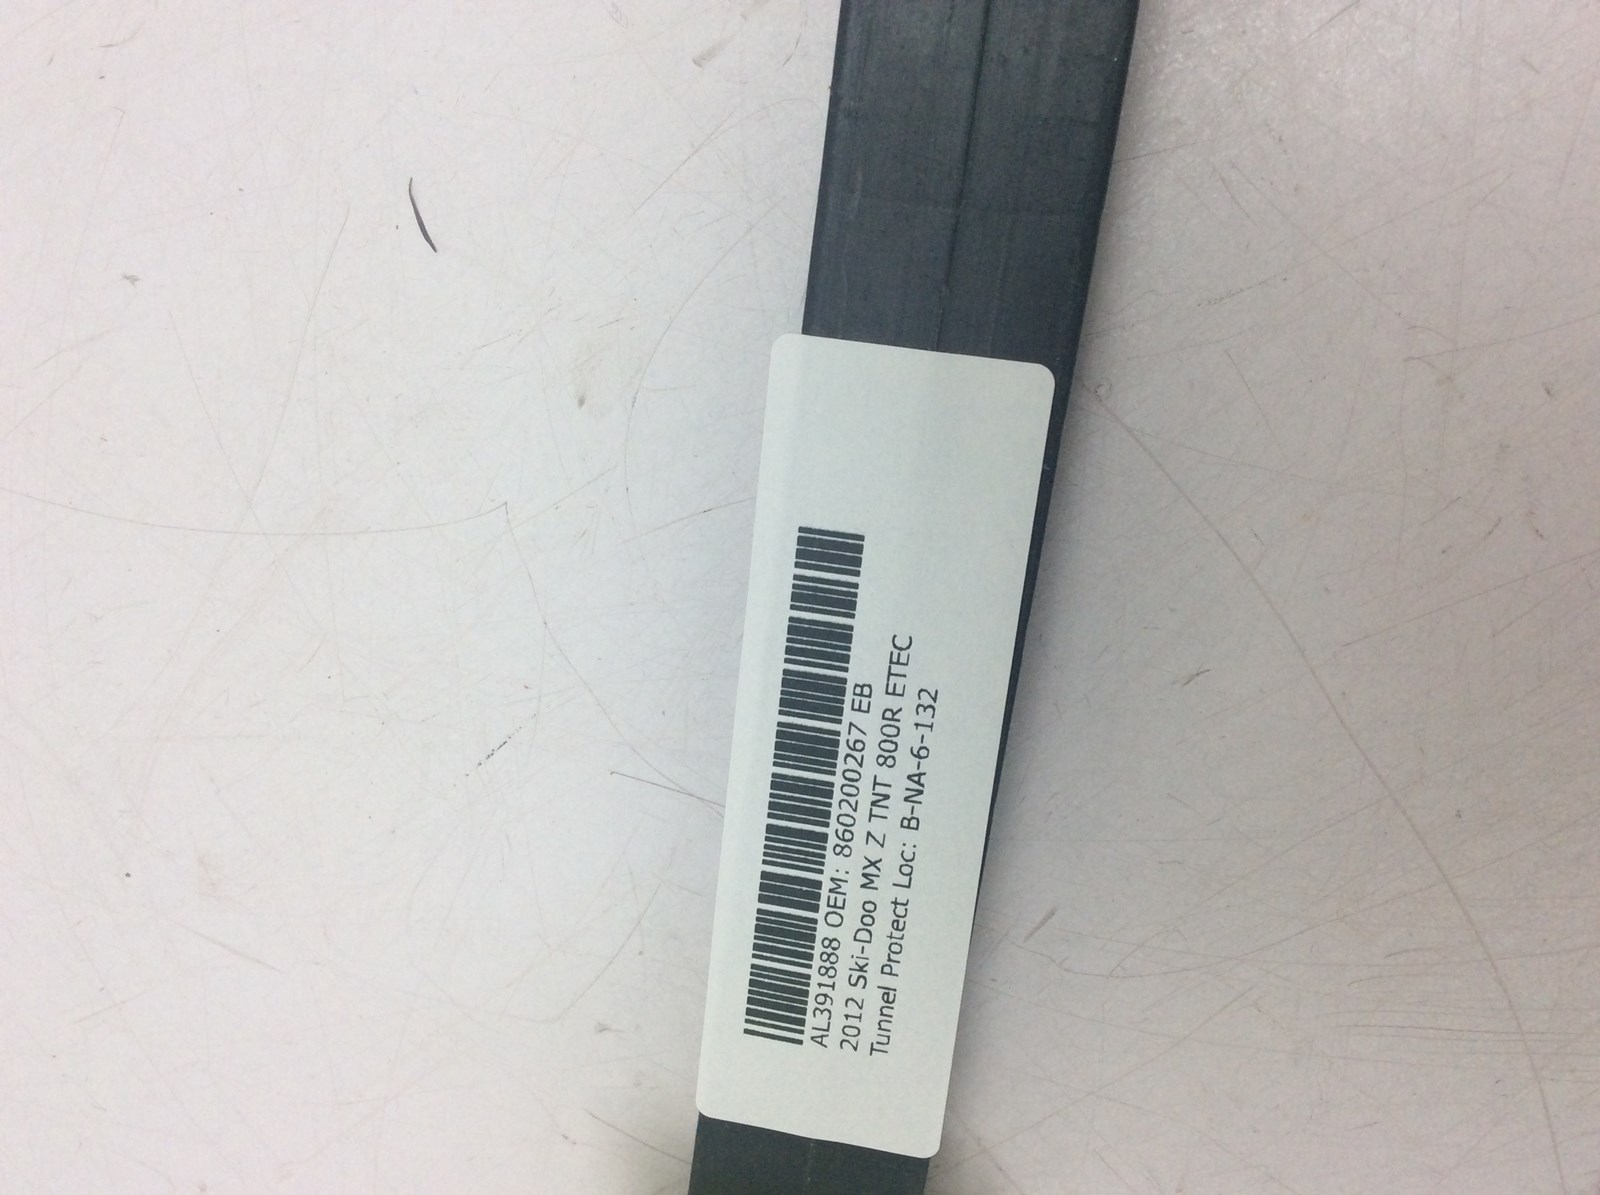 AL391888 OEM: 860200267 EB
2012 Ski-Doo MX Z TNT 800R ETEC
Tunnel Protect Loc: B-NA-6-132